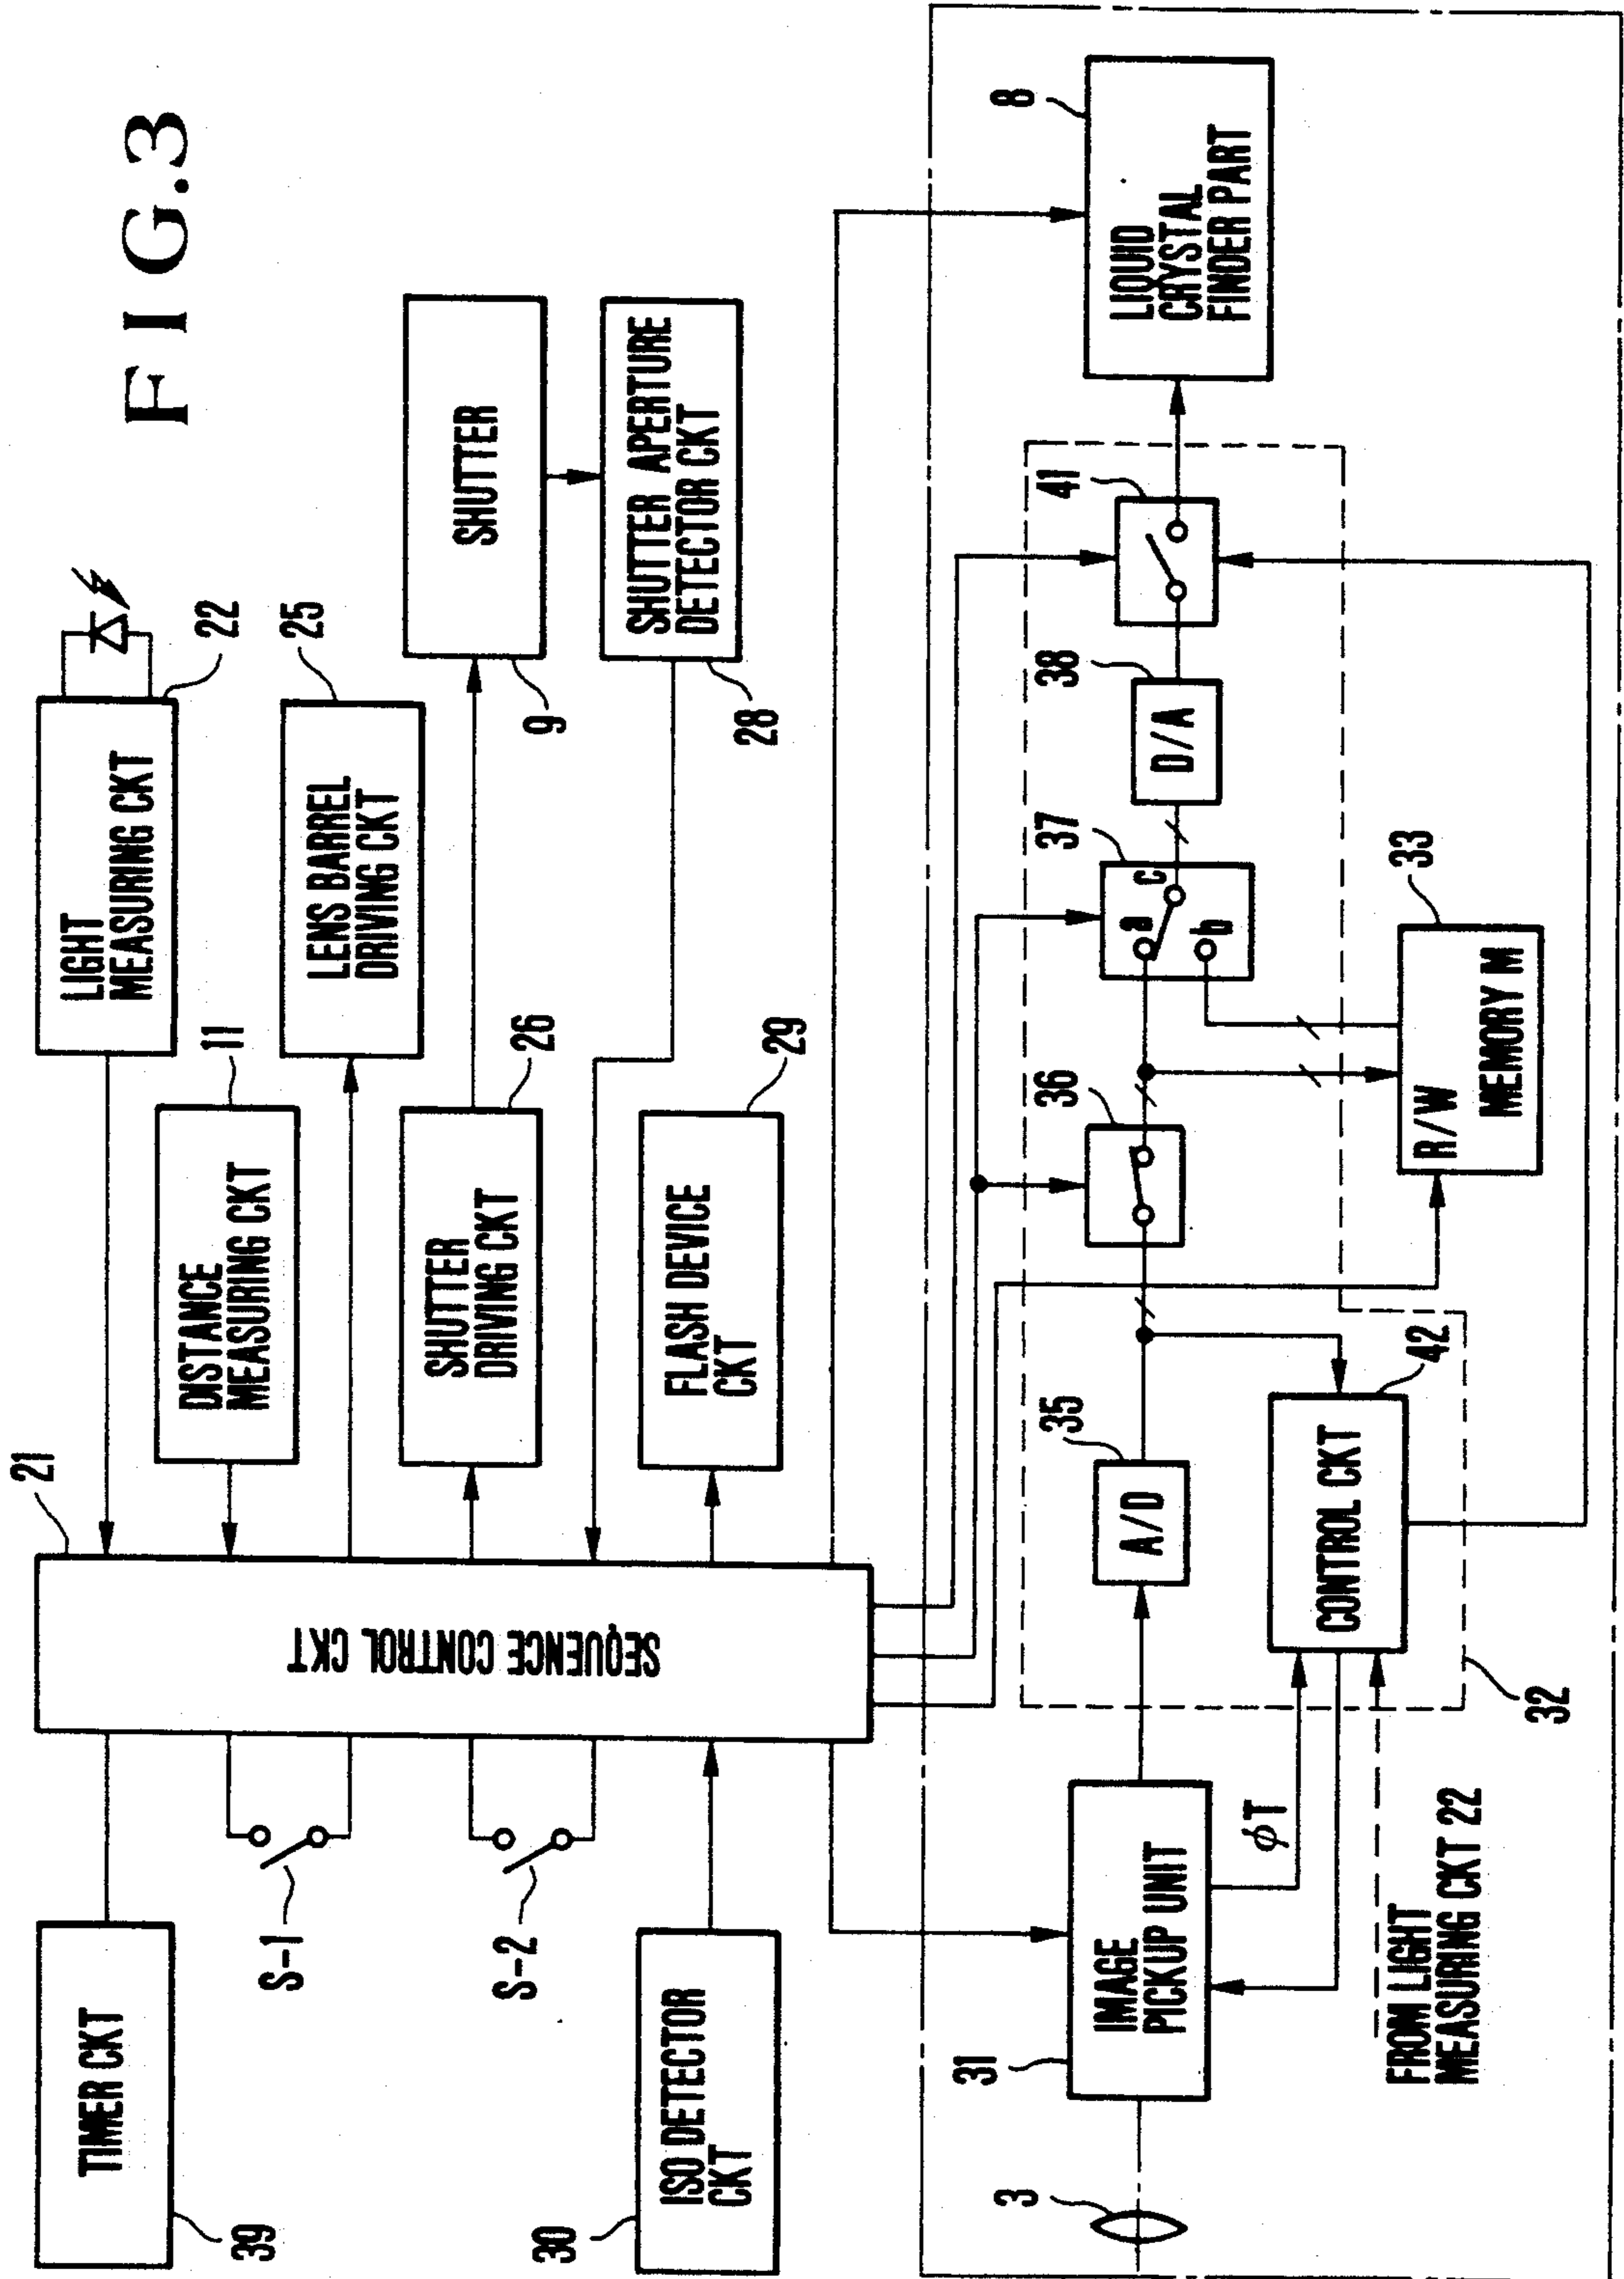 FIG.3
39
TIMER CKT
S-1
S-2
30
ISO DETECTOR
CKT
21
SEQUENCE CONTROL CKT
LIGHT
MEASURING CKT
22
11
DISTANCE
MEASURING CKT
25
LENS BARREL
DRIVING CKT
26
SHUTTER
DRIVING CKT
SHUTTER
9
SHUTTER APERTURE
DETECTOR CKT
28
29
FLASH DEVICE
CKT
3
31
IMAGE
PICKUP UNIT
ϕT
FROM LIGHT
MEASURING CKT 22
32
35
A/D
CONTROL CKT
42
36
37
a
b
c
38
D/A
41
R/W
MEMORY M
33
8
LIQUID
CRYSTAL
FINDER PART